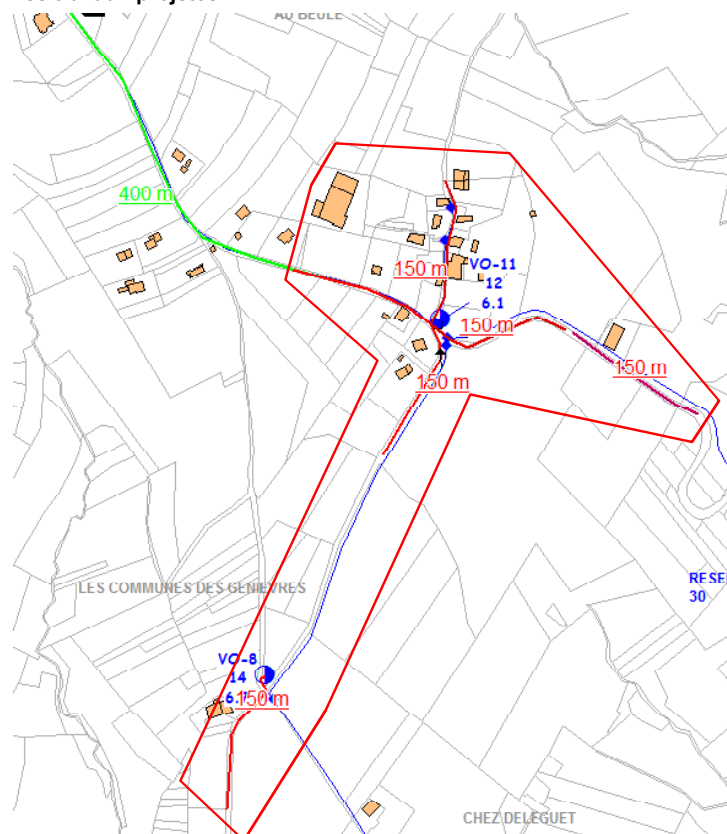 AU BEULE
400 m
VO-11
150 m
12
6.1
150 m
150 m
150 m
LES COMMUNES DES GENIEVRES
RESE
30
VO-8
14
150 m
CHEZ DELEGUET